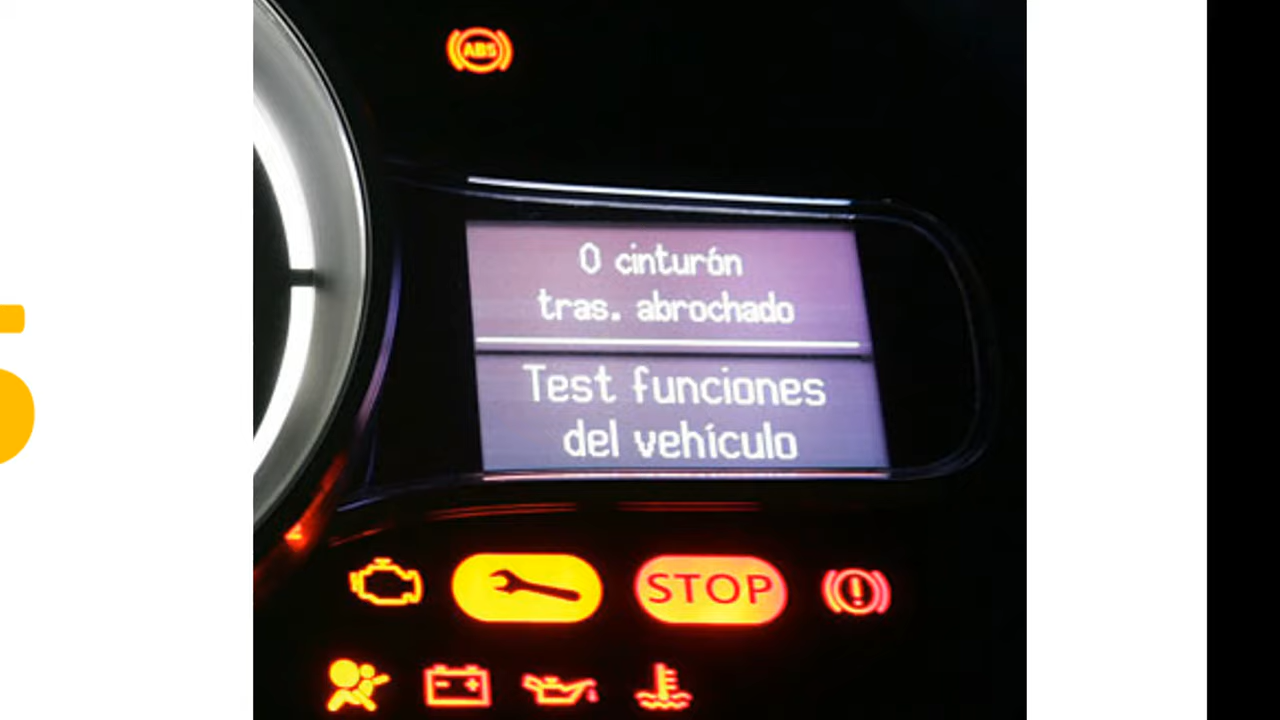 ABS
0 cinturón
tras. abrochado
Test funciones
del vehículo
STOP